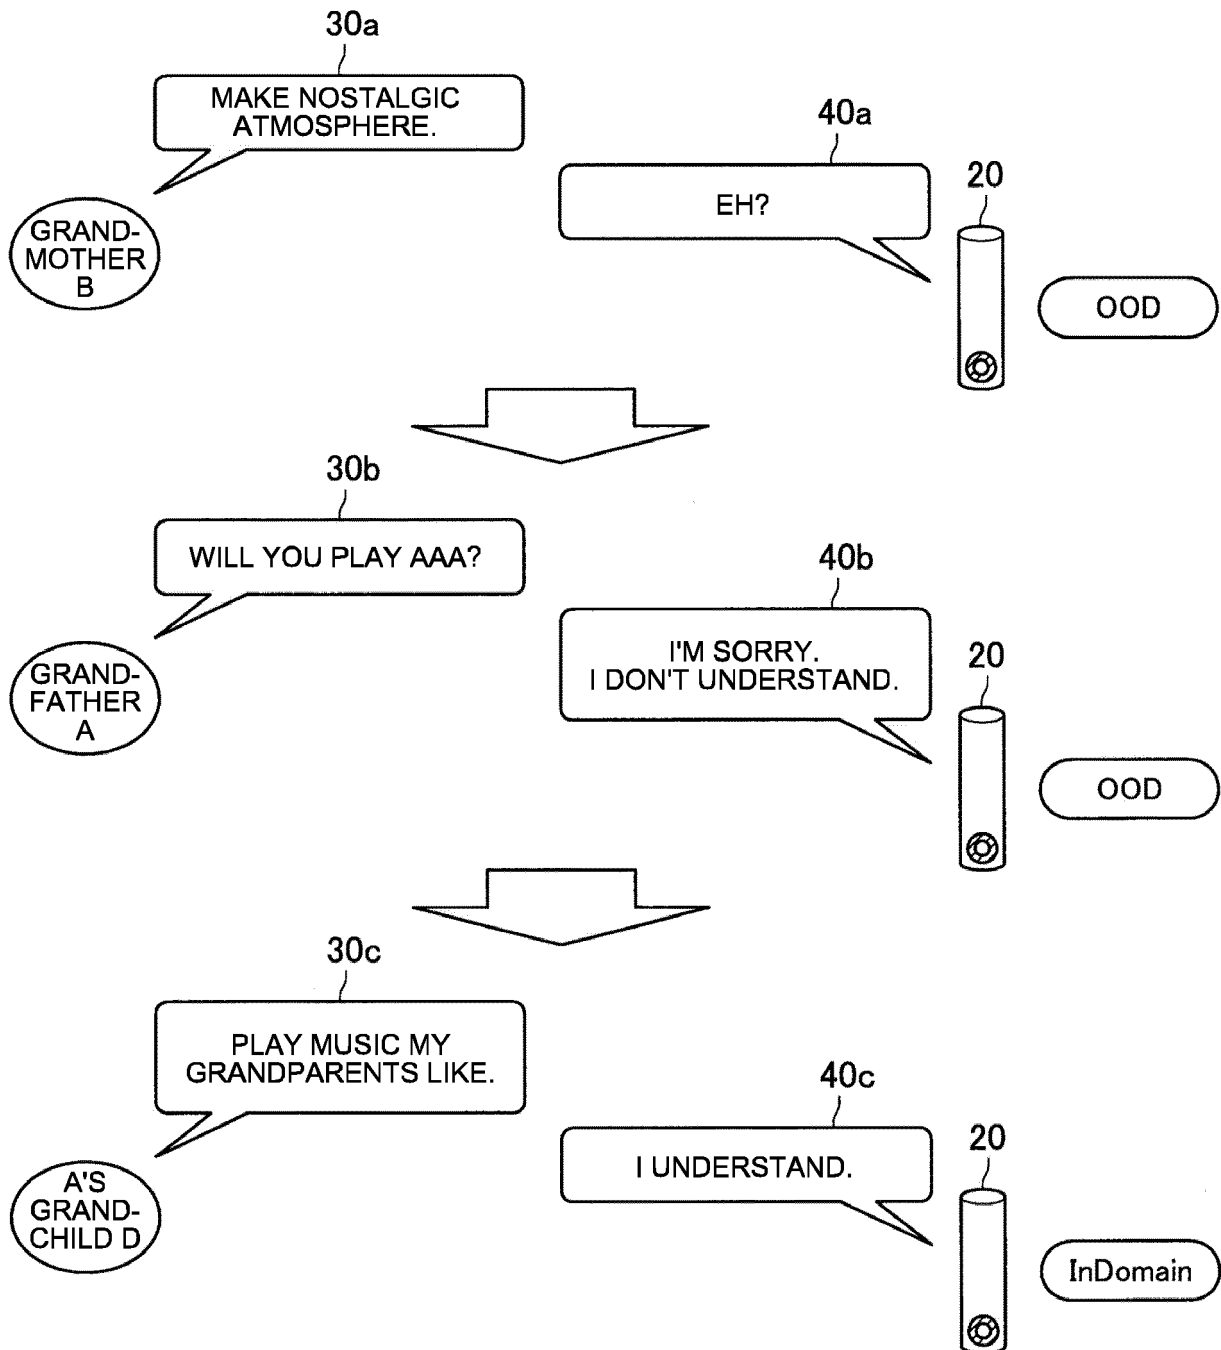 30a
MAKE NOSTALGIC
ATMOSPHERE.
40a
EH?
20
GRAND-
MOTHER
B
OOD
30b
WILL YOU PLAY AAA?
40b
I'M SORRY.
I DON'T UNDERSTAND.
20
GRAND-
FATHER
A
OOD
30c
PLAY MUSIC MY
GRANDPARENTS LIKE.
40c
I UNDERSTAND.
20
A'S
GRAND-
CHILD D
InDomain